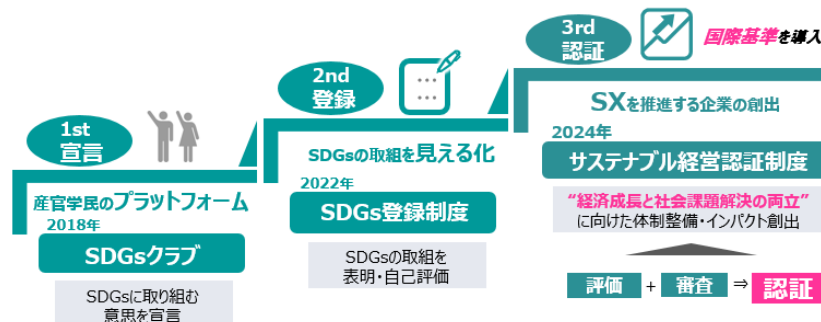 1st
宣言
産官学民のプラットフォーム
2018年
SDGsクラブ
SDGsに取り組む
意思を宣言
2nd
登録
SDGsの取組を見える化
2022年
SDGs登録制度
SDGsの取組を
表明・自己評価
3rd
認証
国際基準を導入
SXを推進する企業の創出
2024年
サステナブル経営認証制度
“経済成長と社会課題解決の両立”
に向けた体制整備・インパクト創出
評価 + 審査 ⇒ 認証